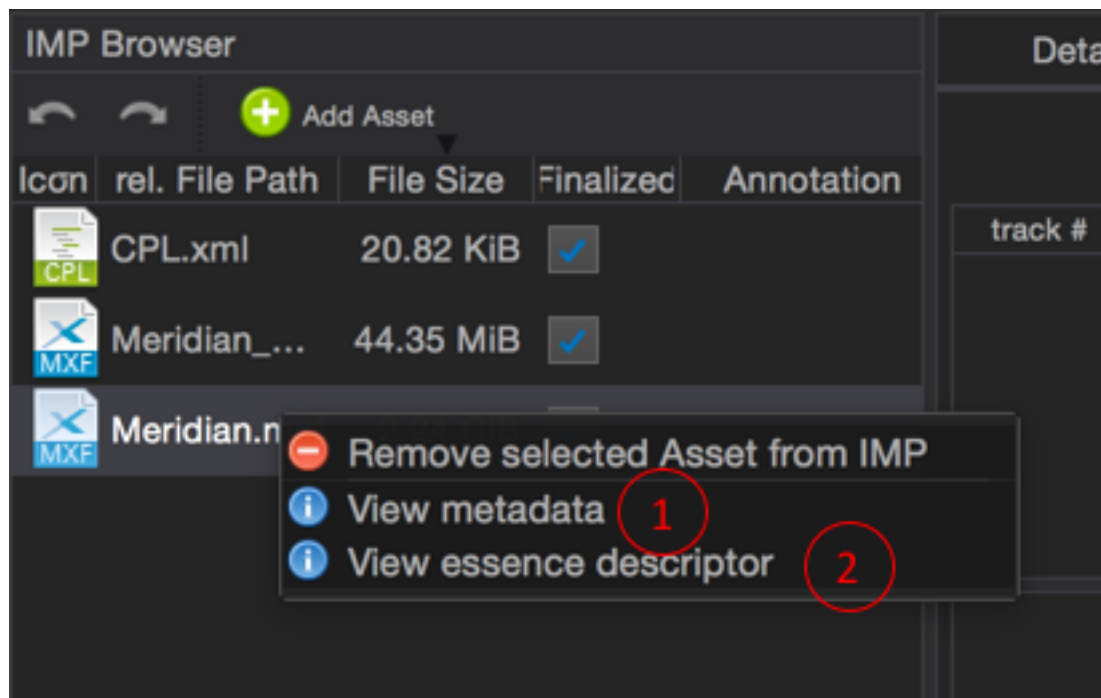 IMP Browser
Deta
Add Asset
Icon rel. File Path File Size Finalized Annotation
track #
CPL CPL.xml 20.82 KiB
MXF Meridian_... 44.35 MiB
MXF Meridian.m
Remove selected Asset from IMP
View metadata 1
View essence descriptor 2